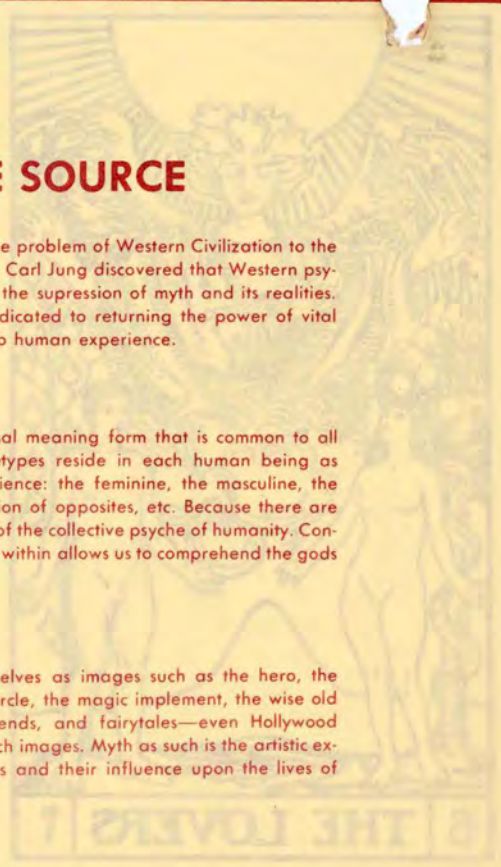 E SOURCE
e problem of Western Civilization to the
Carl Jung discovered that Western psy-
the supression of myth and its realities.
dicated to returning the power of vital
o human experience.
al meaning form that is common to all
types reside in each human being as
ience: the feminine, the masculine, the
ion of opposites, etc. Because there are
of the collective psyche of humanity. Con-
within allows us to comprehend the gods
elves as images such as the hero, the
rcle, the magic implement, the wise old
ends, and fairytales—even Hollywood
ch images. Myth as such is the artistic ex-
s and their influence upon the lives of
6 THE LOVERS 7